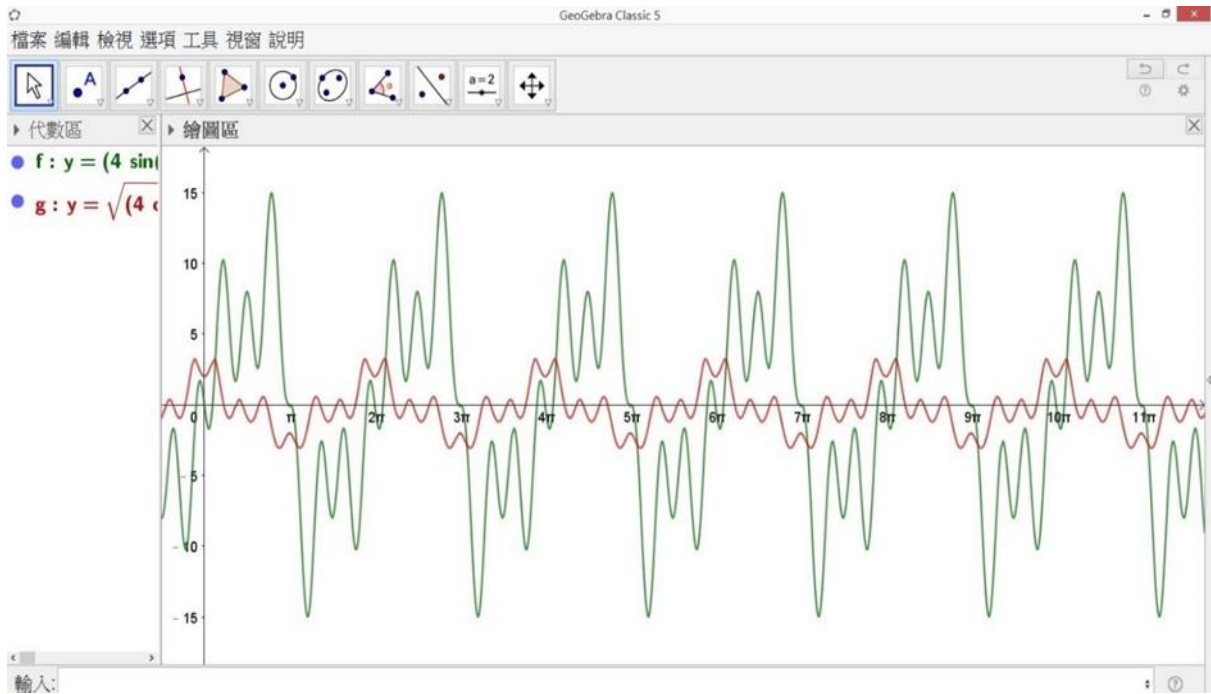 GeoGebra Classic 5
檔案 編輯 檢視 選項 工具 視窗 說明
A
α
a=2
代數區
繪圖區
f : y = (4 sin(
g : y = √(4 c
15
10
5
0
π
2π
3π
4π
5π
6π
7π
8π
9π
10π
11π
– 5
– 10
– 15
輸入: